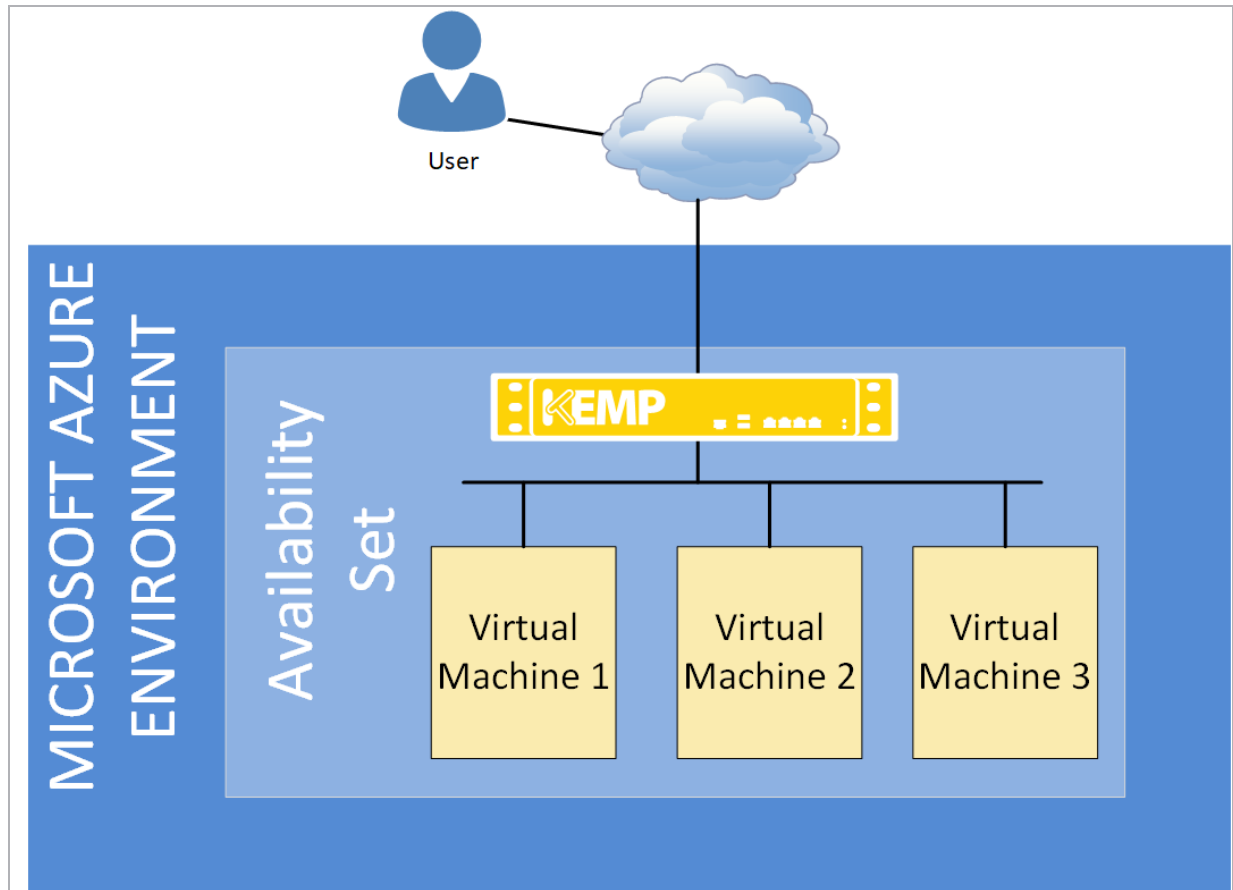 User
MICROSOFT AZURE
ENVIRONMENT
Availability
Set
KEMP
Virtual
Machine 1
Virtual
Machine 2
Virtual
Machine 3